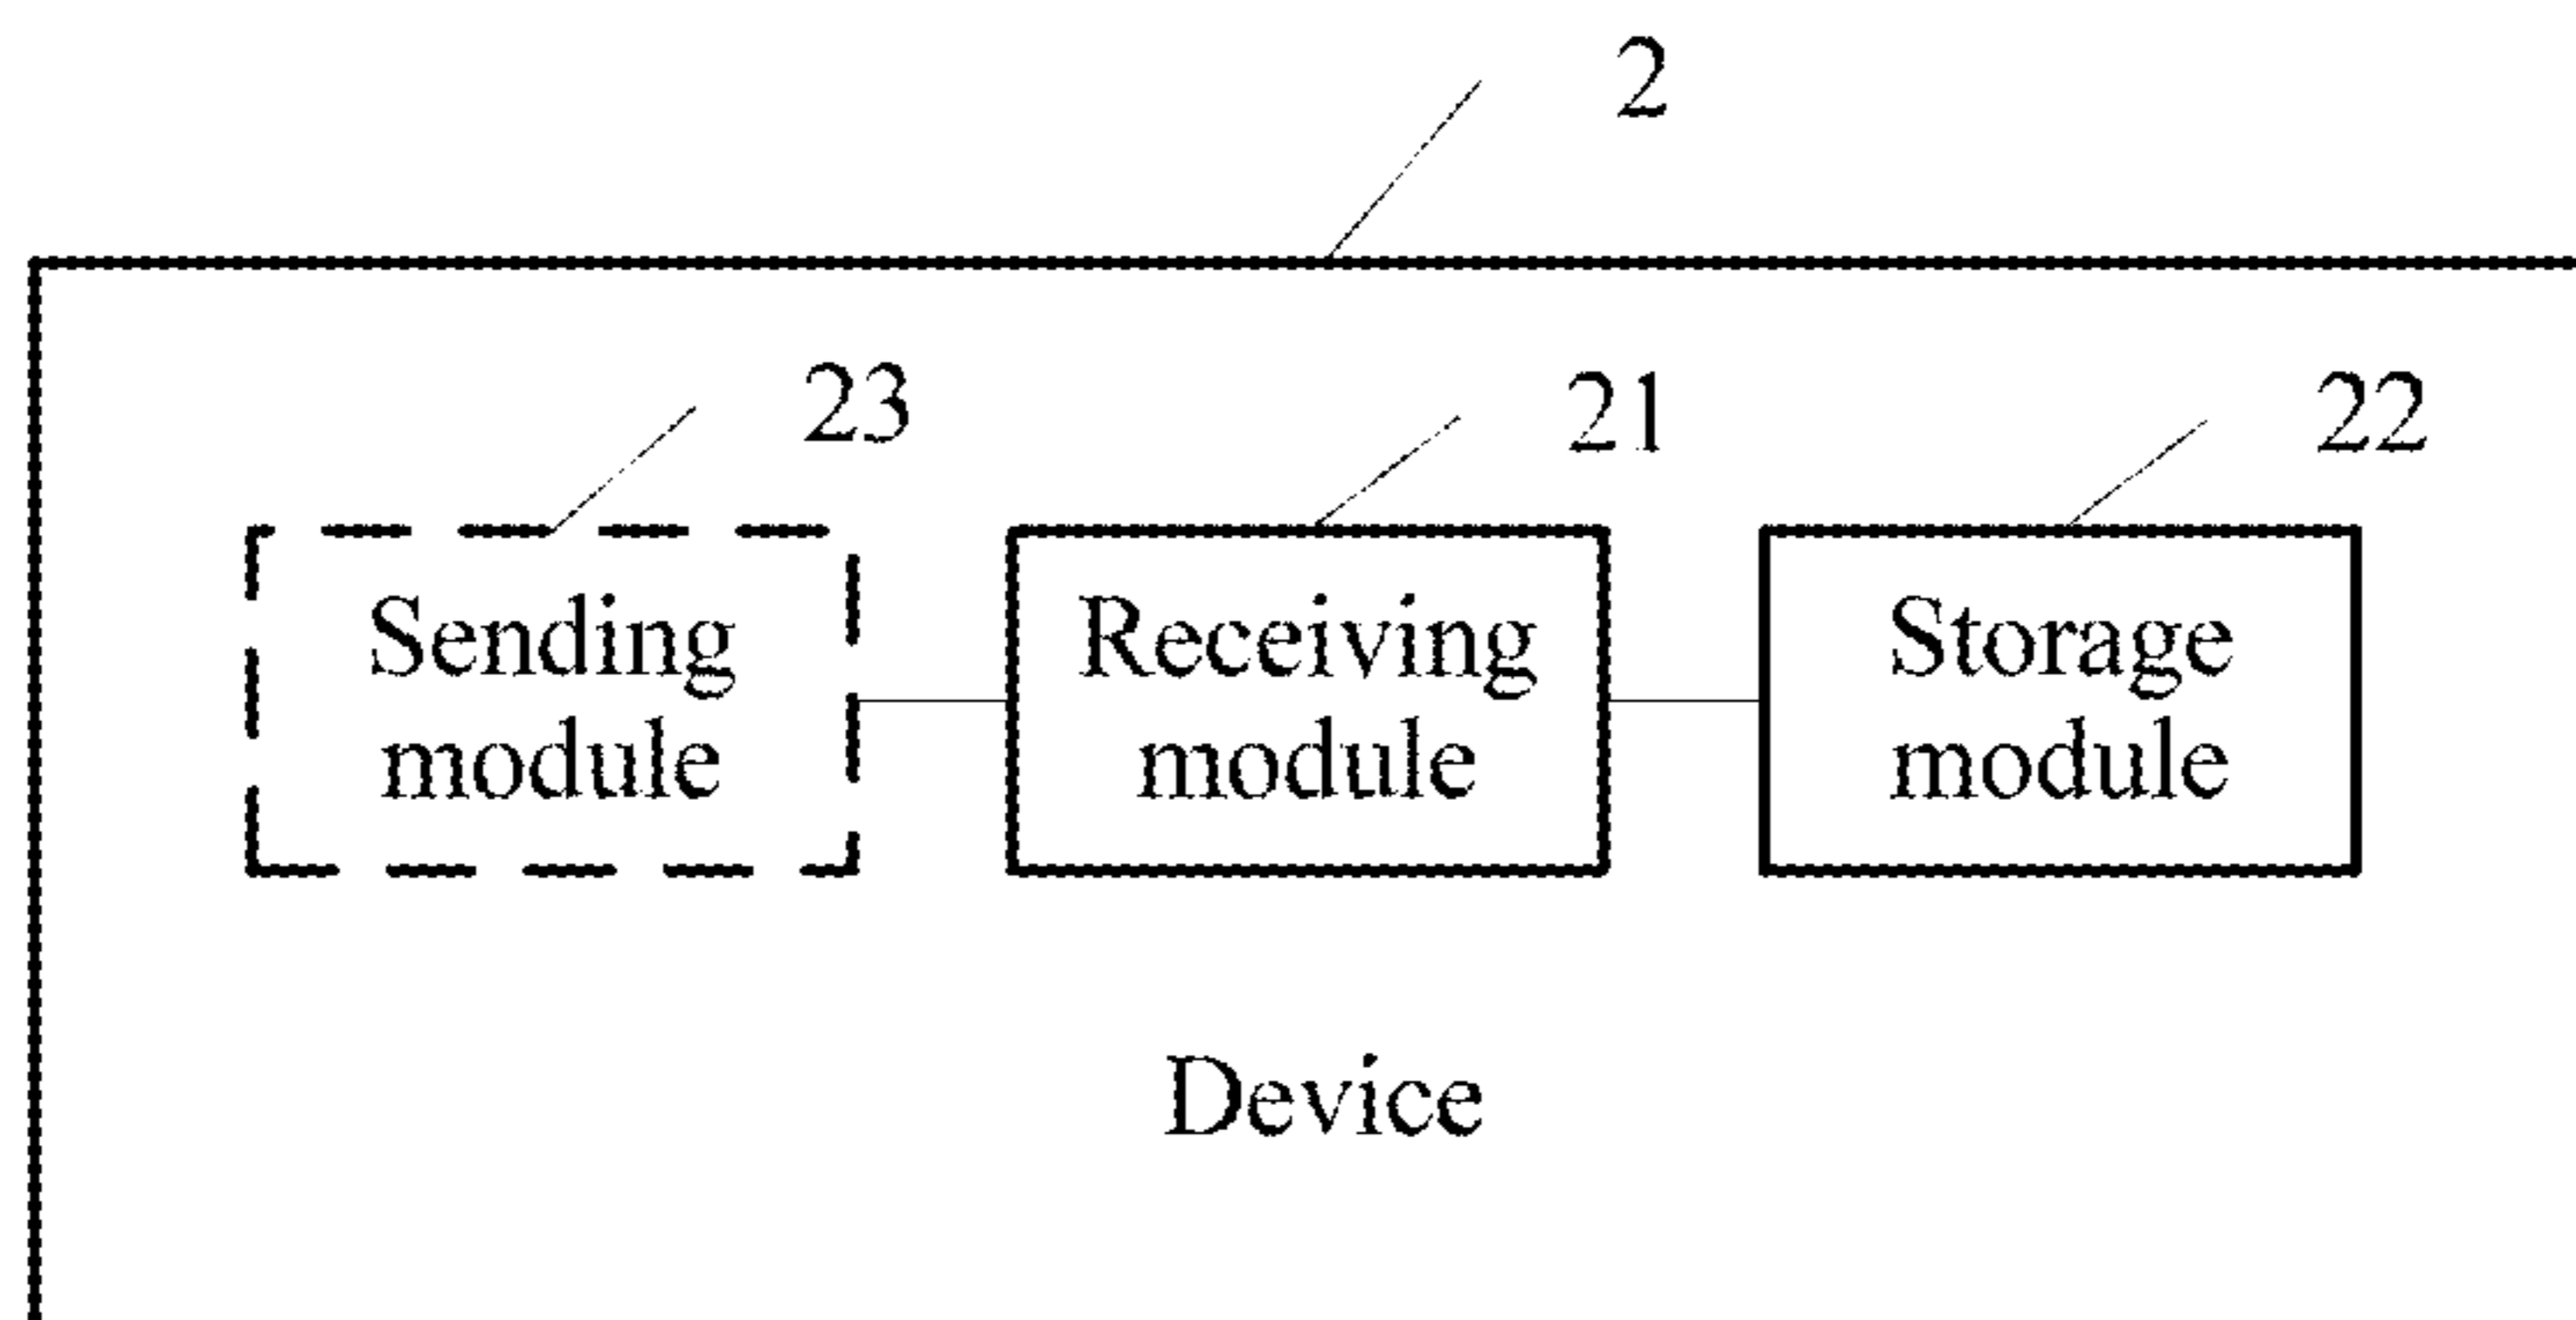 2
23
21
22
Sending
module
Receiving
module
Storage
module
Device